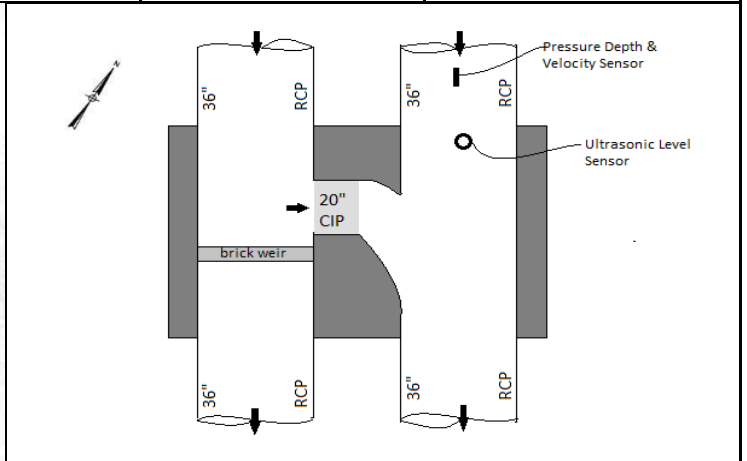 N
36"
RCP
36"
RCP
Pressure Depth &
Velocity Sensor
Ultrasonic Level
Sensor
20"
CIP
brick weir
36"
RCP
36"
RCP